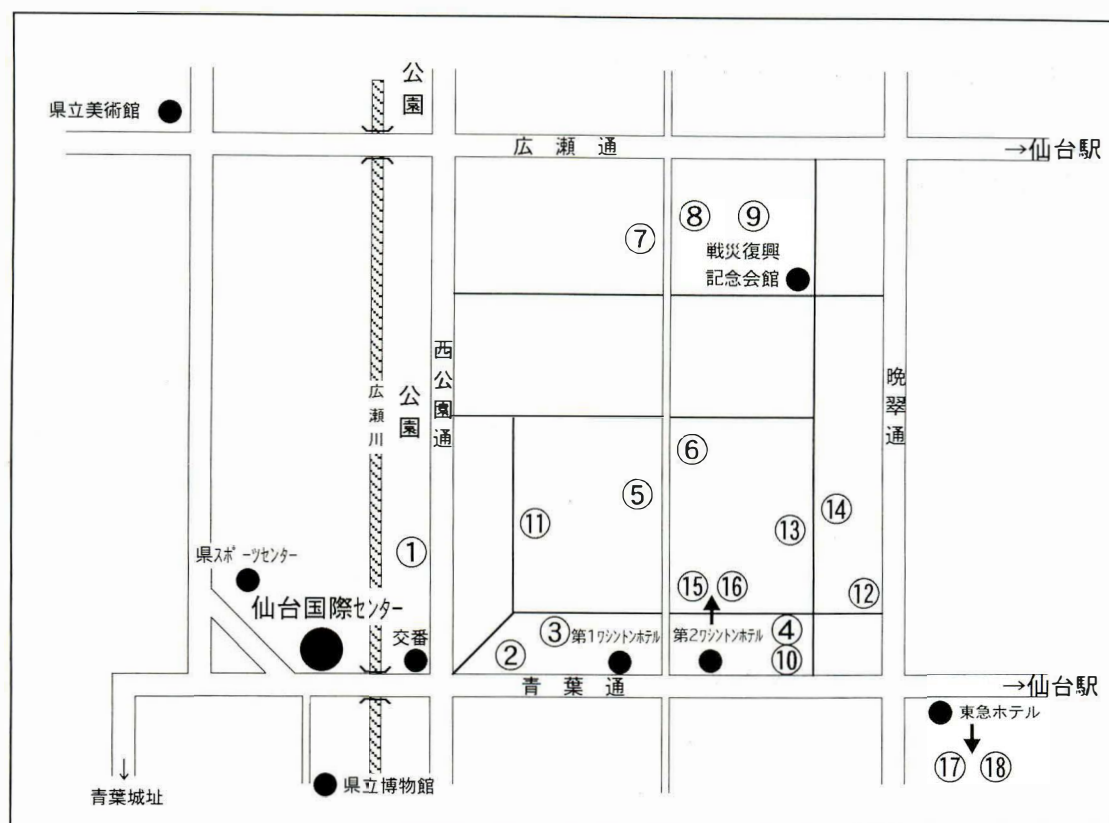 公園
県立美術館
広瀬通
→仙台駅
⑧ ⑨
⑦
戦災復興
記念会館
西公園通
公園
広瀬川
晩翠通
⑥
⑤
⑪
⑭
⑬
①
県スポーツセンター
⑮ ⑯
⑫
仙台国際センター
交番
③
第1ワシントンホテル
第2ワシントンホテル
④
②
⑩
青葉通
→仙台駅
東急ホテル
⑰ ⑱
県立博物館
青葉城址